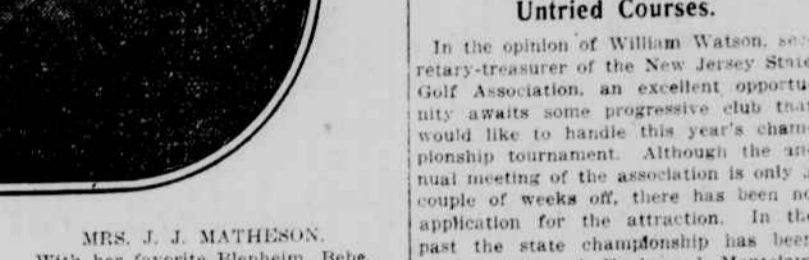 MRS. J. J. MATHESON.
With her favorite Blenheim, Bebe
Untried Courses.
In the opinion of William Watson, sec-
retary-treasurer of the New Jersey State
Golf Association, an excellent opportu-
nity awaits some progressive club that
would like to handle this year's cham-
pionship tournament. Although the an-
nual meeting of the association is only
couple of weeks off, there has been no
application for the attraction. In the
past the state championship has been